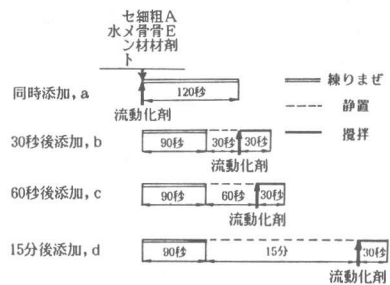 水 セメント 細骨材 粗骨材 AE剤
同時添加,a
120秒
流動化剤
練りまぜ
静置
攪拌
30秒後添加,b
90秒 30秒 30秒
流動化剤
60秒後添加,c
90秒 60秒 30秒
流動化剤
15分後添加,d
90秒 15分 30秒
流動化剤